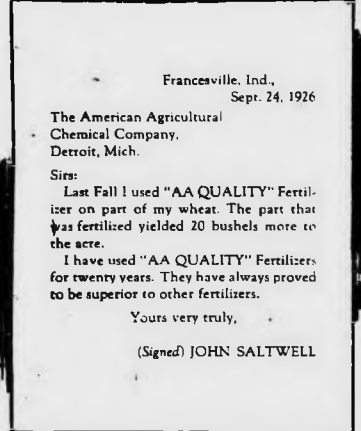 Francesville, Ind.,
Sept. 24, 1926
The American Agricultural
Chemical Company,
Detroit, Mich.
Sirs:
Last Fall I used "AA QUALITY" Fertil-
izer on part of my wheat. The part that
was fertilized yielded 20 bushels more to
the acre.
I have used "AA QUALITY" Fertilizers
for twenty years. They have always proved
to be superior to other fertilizers.
Yours very truly,
(Signed) JOHN SALTWELL